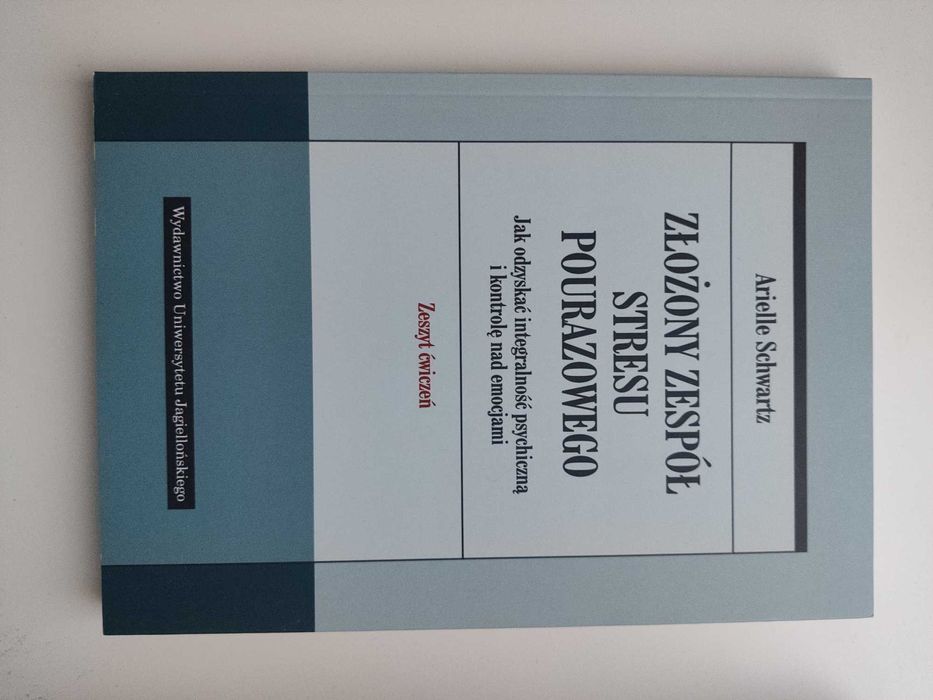 Arielle Schwartz
ZŁOŻONY ZESPÓŁ
STRESU
POURAZOWEGO
Jak odzyskać integralność psychiczną
i kontrolę nad emocjami
Zeszyt ćwiczeń
Wydawnictwo Uniwersytetu Jagiellońskiego